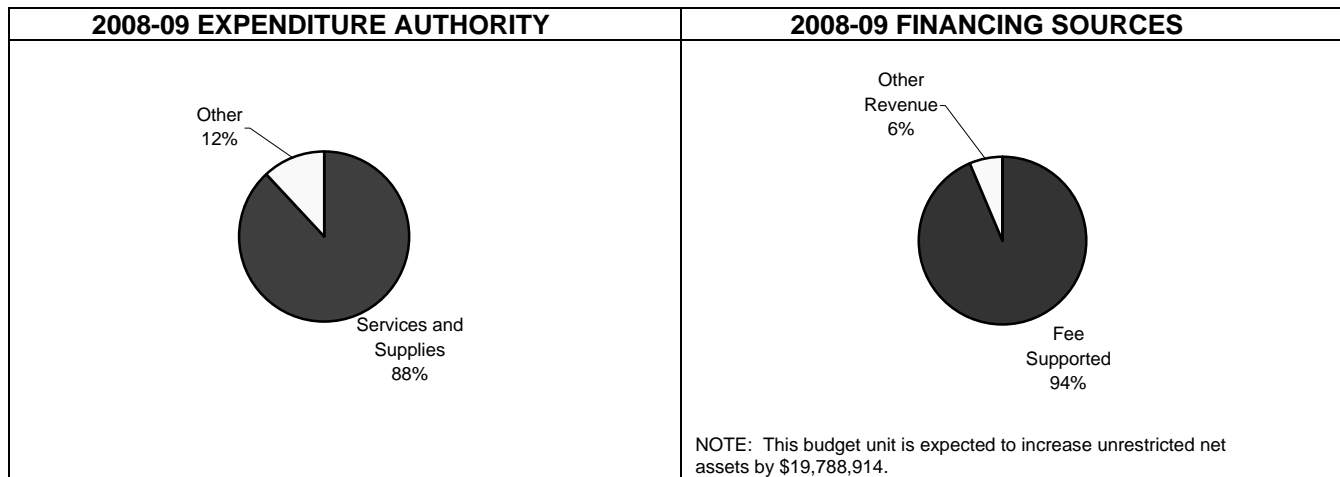 2008-09 EXPENDITURE AUTHORITY
Other
12%
Services and
Supplies
88%
2008-09 FINANCING SOURCES
Other
Revenue
6%
Fee
Supported
94%
NOTE:  This budget unit is expected to increase unrestricted net
assets by $19,788,914.